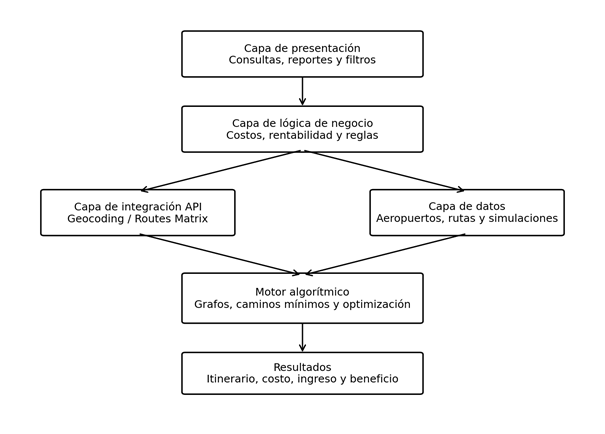 Capa de presentación
Consultas, reportes y filtros
Capa de lógica de negocio
Costos, rentabilidad y reglas
Capa de integración API
Geocoding / Routes Matrix
Capa de datos
Aeropuertos, rutas y simulaciones
Motor algorítmico
Grafos, caminos mínimos y optimización
Resultados
Itinerario, costo, ingreso y beneficio